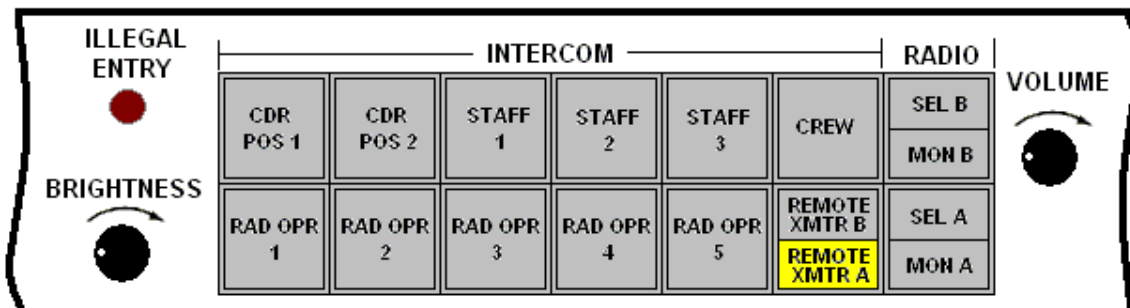 ILLEGAL
ENTRY
INTERCOM
RADIO
VOLUME
BRIGHTNESS
CDR
POS 1
CDR
POS 2
STAFF
1
STAFF
2
STAFF
3
CREW
SEL B
MON B
RAD OPR
1
RAD OPR
2
RAD OPR
3
RAD OPR
4
RAD OPR
5
REMOTE
XMTR B
REMOTE
XMTR A
SEL A
MON A